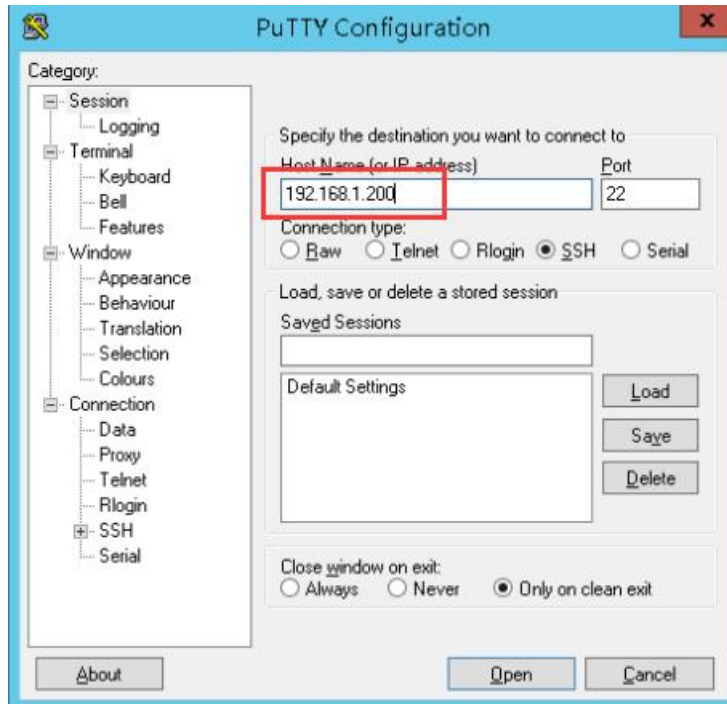 PuTTY Configuration
x
Category:
Session
Logging
Terminal
Keyboard
Bell
Features
Window
Appearance
Behaviour
Translation
Selection
Colours
Connection
Data
Proxy
Telnet
Rlogin
SSH
Serial
Specify the destination you want to connect to
Host Name (or IP address) Port
192.168.1.200 22
Connection type:
Raw Telnet Rlogin SSH Serial
Load, save or delete a stored session
Saved Sessions
Default Settings
Load
Save
Delete
Close window on exit:
Always Never Only on clean exit
About Open Cancel